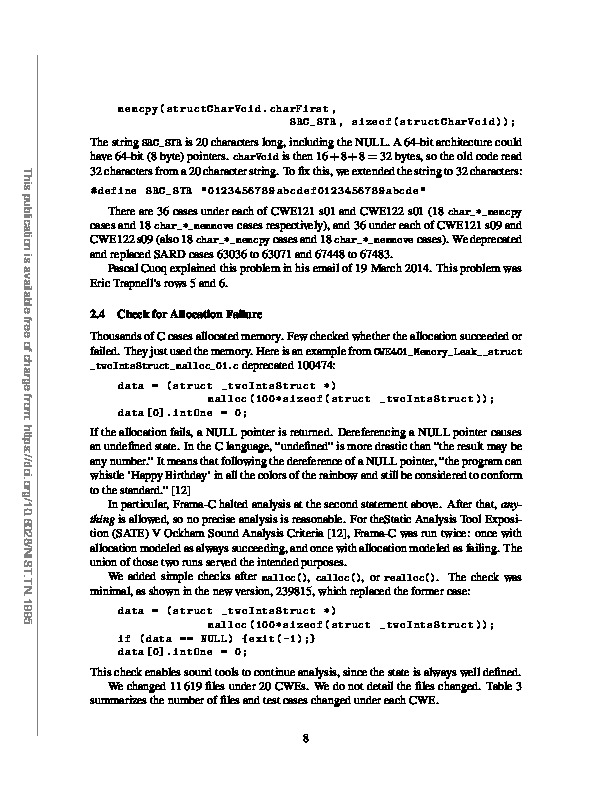 memcpy(structCharVoid.charFirst,
SRC_STR, sizeof(structCharVoid));
The string SRC_STR is 20 characters long, including the NULL. A 64-bit architecture could
have 64-bit (8 byte) pointers. charVoid is then 16+8+8 = 32 bytes, so the old code read
32 characters from a 20 character string. To fix this, we extended the string to 32 characters:
#define SRC_STR "0123456789abcdef0123456789abcde"
There are 36 cases under each of CWE121 s01 and CWE122 s01 (18 char_*_memcpy
cases and 18 char_*_memmove cases respectively), and 36 under each of CWE121 s09 and
CWE122 s09 (also 18 char_*_memcpy cases and 18 char_*_memmove cases). We deprecated
and replaced SARD cases 63036 to 63071 and 67448 to 67483.
Pascal Cuoq explained this problem in his email of 19 March 2014. This problem was
Eric Trapnell's rows 5 and 6.
2.4 Check for Allocation Failure
Thousands of C cases allocated memory. Few checked whether the allocation succeeded or
failed. They just used the memory. Here is an example from CWE401_Memory_Leak__struct
_twoIntsStruct_malloc_01.c deprecated 100474:
data = (struct _twoIntsStruct *)
malloc(100*sizeof(struct _twoIntsStruct));
data[0].intOne = 0;
If the allocation fails, a NULL pointer is returned. Dereferencing a NULL pointer causes
an undefined state. In the C language, "undefined" is more drastic than "the result may be
any number." It means that following the dereference of a NULL pointer, "the program can
whistle 'Happy Birthday' in all the colors of the rainbow and still be considered to conform
to the standard." [12]
In particular, Frama-C halted analysis at the second statement above. After that, any-
thing is allowed, so no precise analysis is reasonable. For theStatic Analysis Tool Exposi-
tion (SATE) V Ockham Sound Analysis Criteria [12], Frama-C was run twice: once with
allocation modeled as always succeeding, and once with allocation modeled as failing. The
union of those two runs served the intended purposes.
We added simple checks after malloc(), calloc(), or realloc(). The check was
minimal, as shown in the new version, 239815, which replaced the former case:
data = (struct _twoIntsStruct *)
malloc(100*sizeof(struct _twoIntsStruct));
if (data == NULL) {exit(-1);}
data[0].intOne = 0;
This check enables sound tools to continue analysis, since the state is always well defined.
We changed 11 619 files under 20 CWEs. We do not detail the files changed. Table 3
summarizes the number of files and test cases changed under each CWE.
8
This publication is available free of charge from: https://doi.org/10.6028/NIST.TN.1995